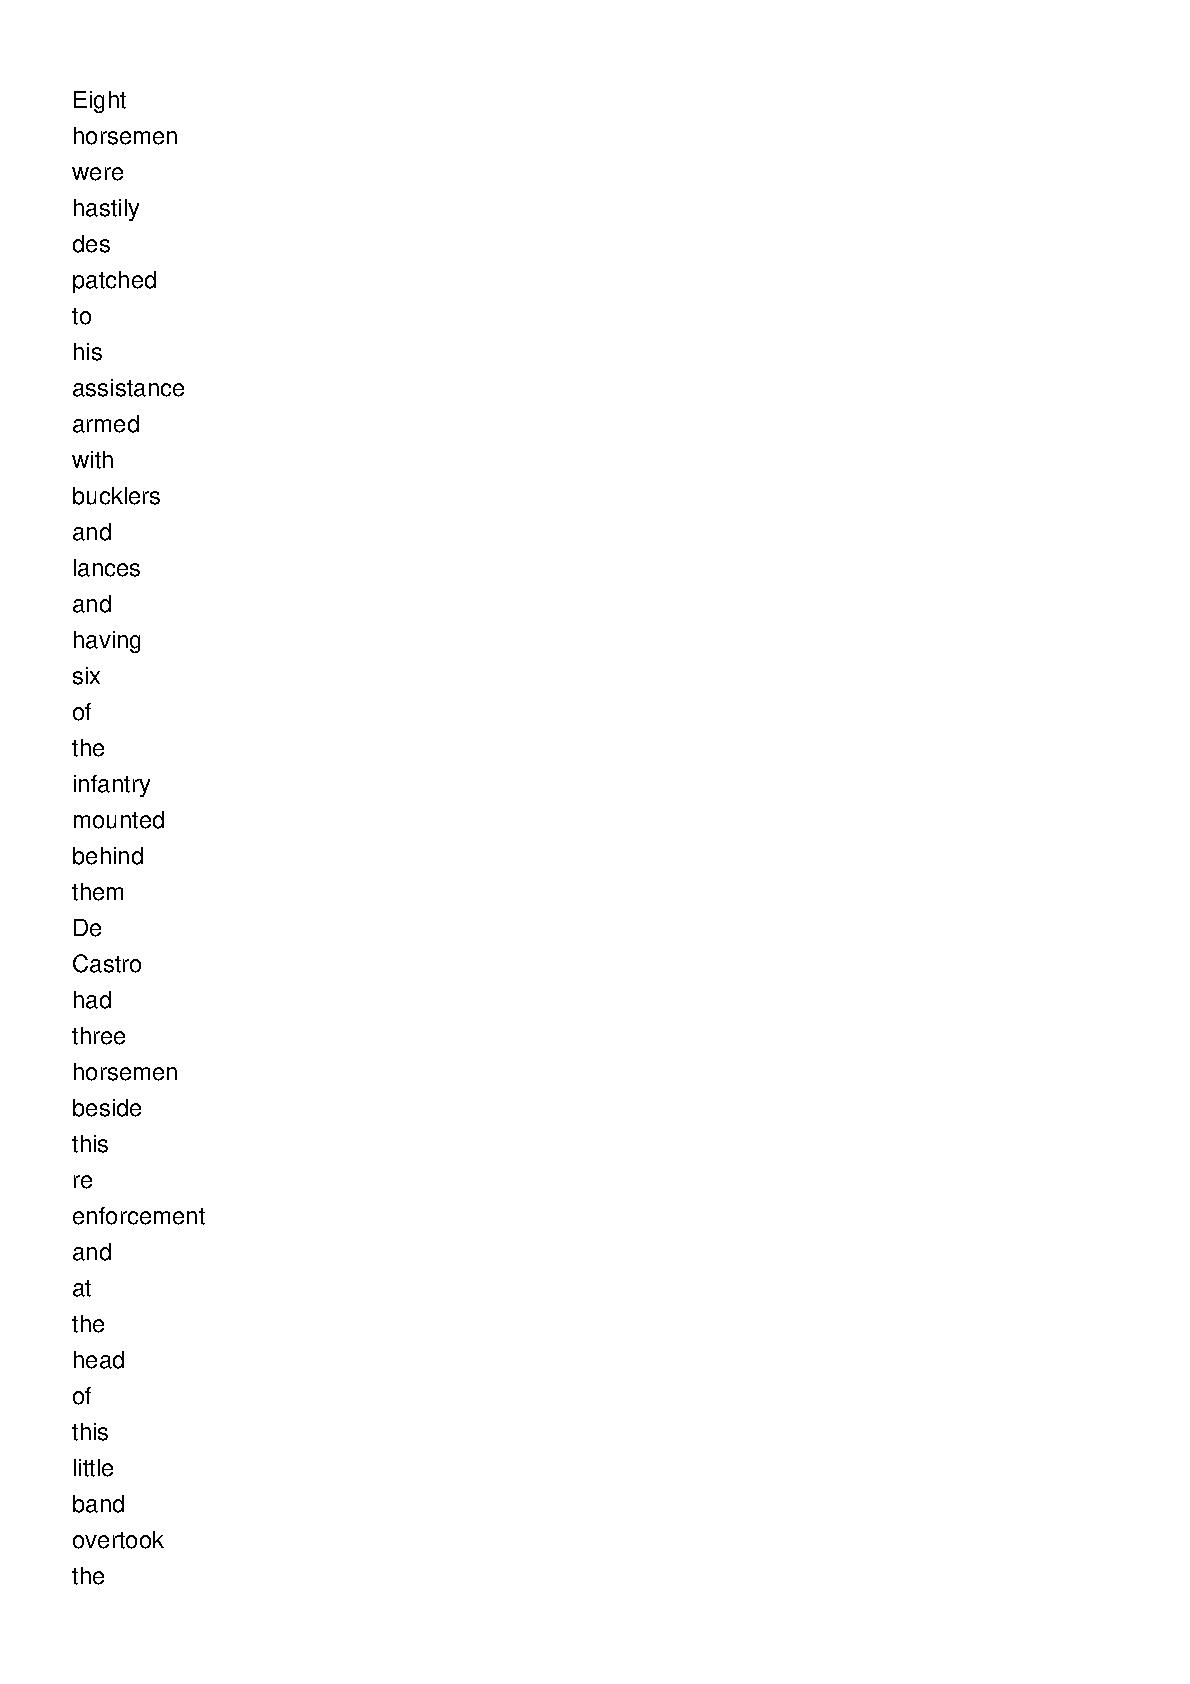 Eight
horsemen
were
hastily
des
patched
to
his
assistance
armed
with
bucklers
and
lances
and
having
six
of
the
infantry
mounted
behind
them
De
Castro
had
three
horsemen
beside
this
re
enforcement
and
at
the
head
of
this
little
band
overtook
the